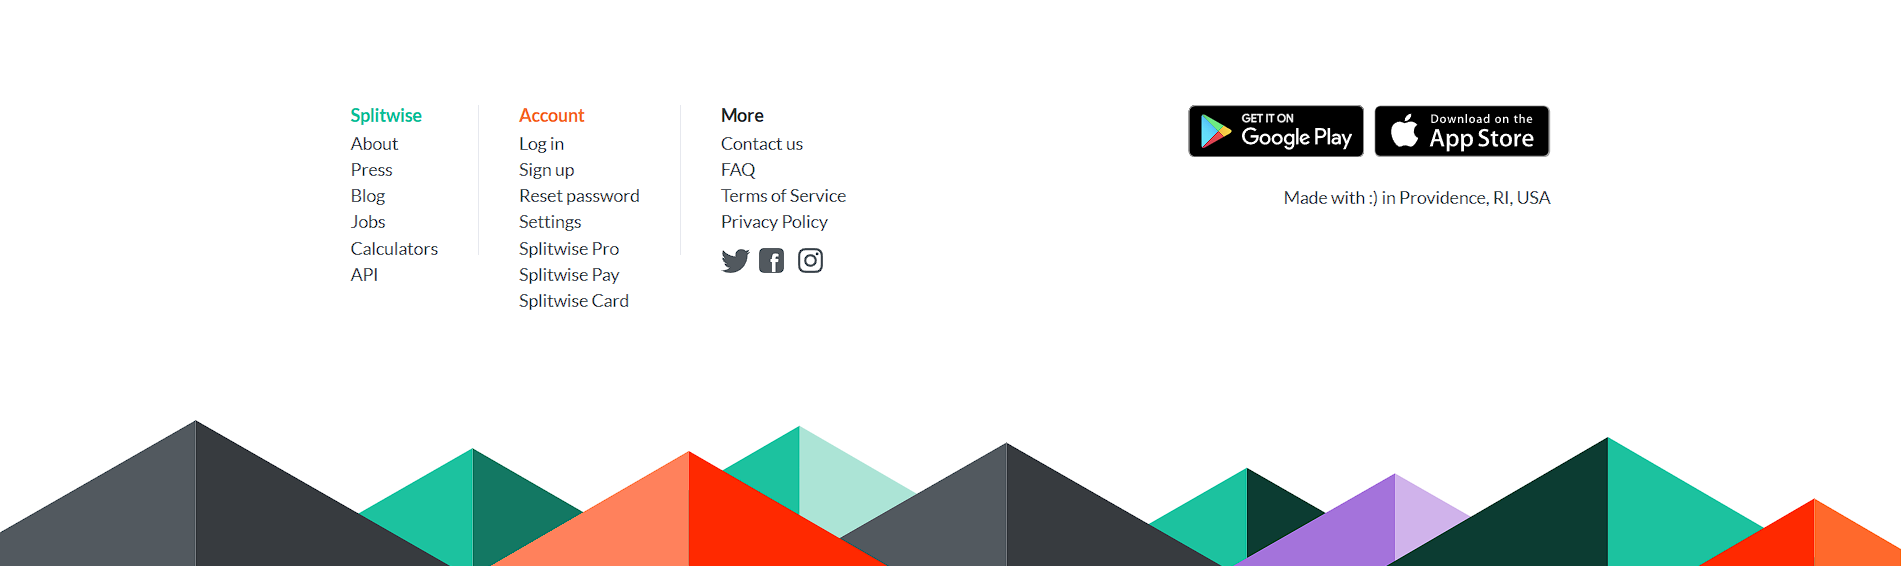 Splitwise
About
Press
Blog
Jobs
Calculators
API
Account
Log in
Sign up
Reset password
Settings
Splitwise Pro
Splitwise Pay
Splitwise Card
More
Contact us
FAQ
Terms of Service
Privacy Policy
GET IT ON
Google Play
Download on the
App Store
Made with :) in Providence, RI, USA